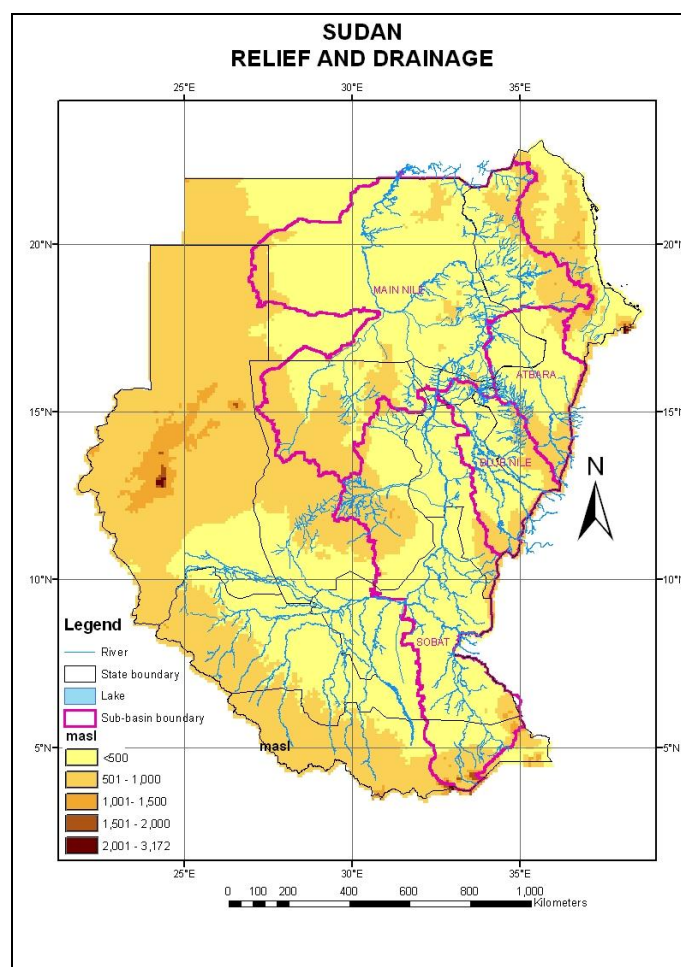 SUDAN
RELIEF AND DRAINAGE
25°E 30°E 35°E
20°N 20°N
MAIN NILE
ATBARA
15°N 15°N
BLUE NILE
N
10°N 10°N
Legend
River
SOBAT
State boundary
Lake
Sub-basin boundary
masl
masl
5°N
<500
501 - 1,000
1,001- 1,500
1,501 - 2,000
2,001 - 3,172
25°E 30°E 35°E
0 100 200 400 600 800 1,000
Kilometers